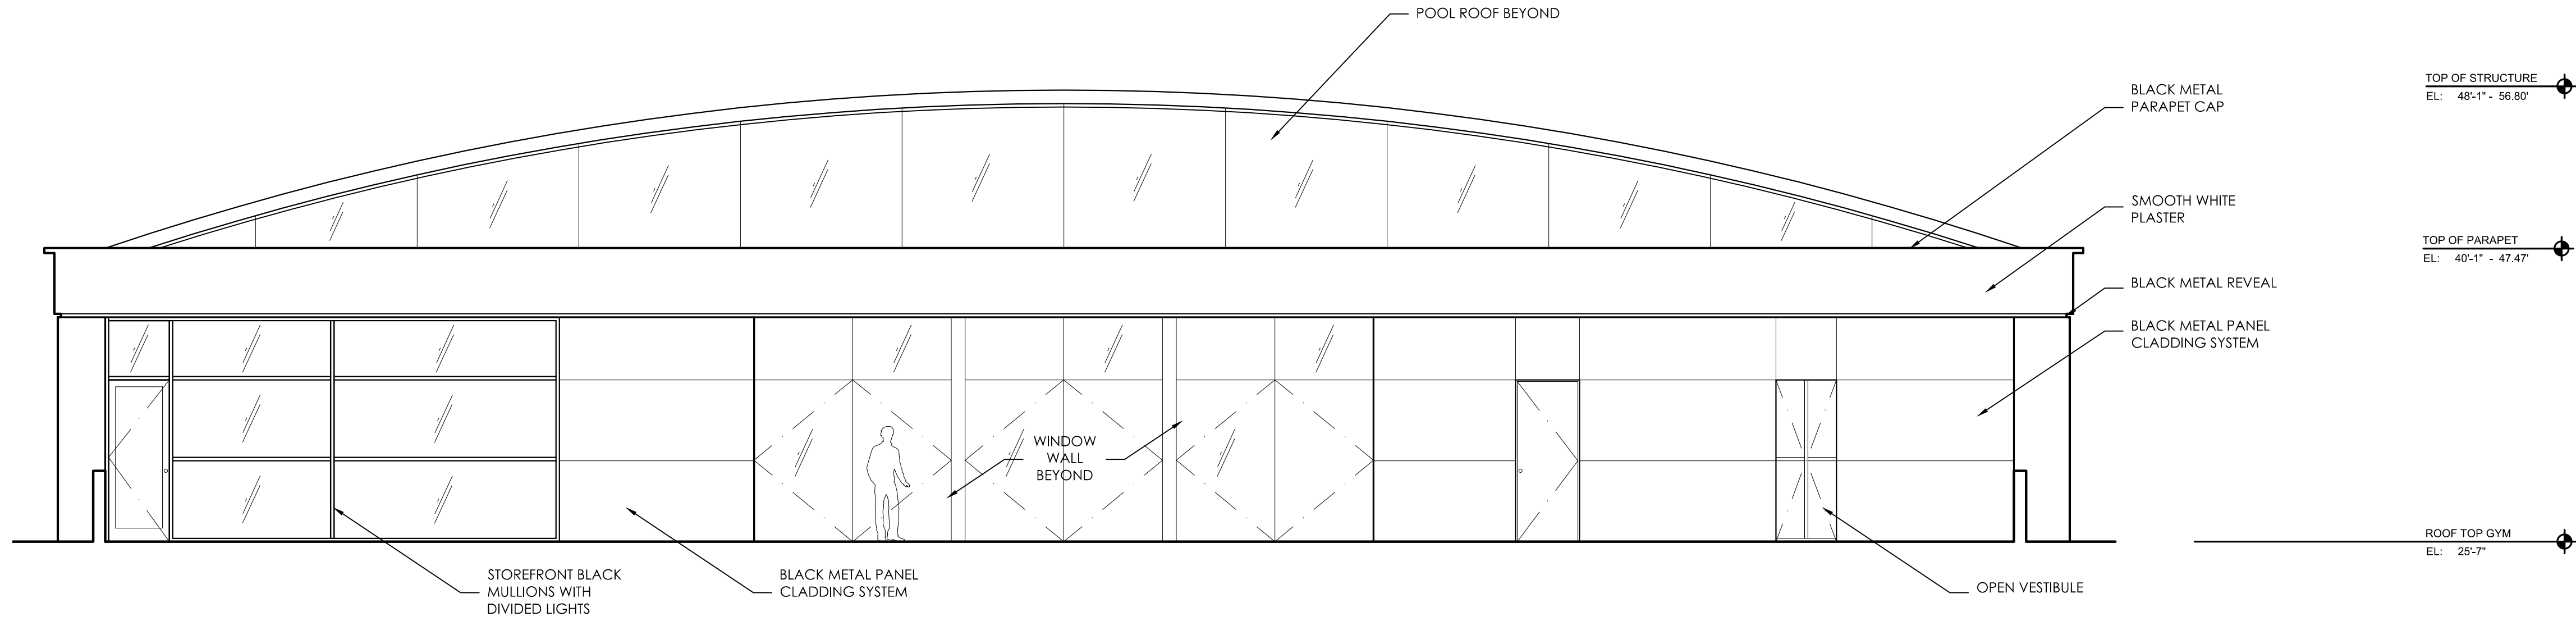 POOL ROOF BEYOND
BLACK METAL
PARAPET CAP
TOP OF STRUCTURE
EL: 48'-1" - 56.80'
SMOOTH WHITE
PLASTER
TOP OF PARAPET
EL: 40'-1" - 47.47'
BLACK METAL REVEAL
BLACK METAL PANEL
CLADDING SYSTEM
WINDOW
WALL
BEYOND
ROOF TOP GYM
EL: 25'-7"
STOREFRONT BLACK
MULLIONS WITH
DIVIDED LIGHTS
BLACK METAL PANEL
CLADDING SYSTEM
OPEN VESTIBULE